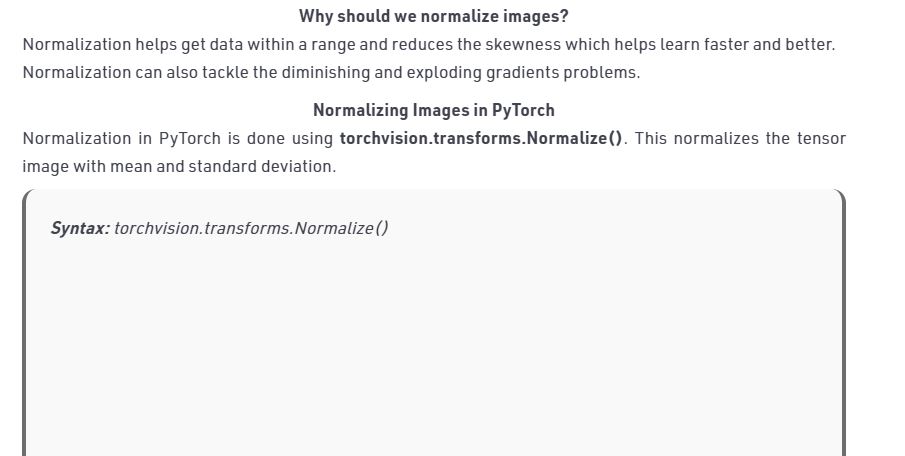 Why should we normalize images?
Normalization helps get data within a range and reduces the skewness which helps learn faster and better.
Normalization can also tackle the diminishing and exploding gradients problems.
Normalizing Images in PyTorch
Normalization in PyTorch is done using torchvision.transforms.Normalize(). This normalizes the tensor
image with mean and standard deviation.
Syntax: torchvision.transforms.Normalize()